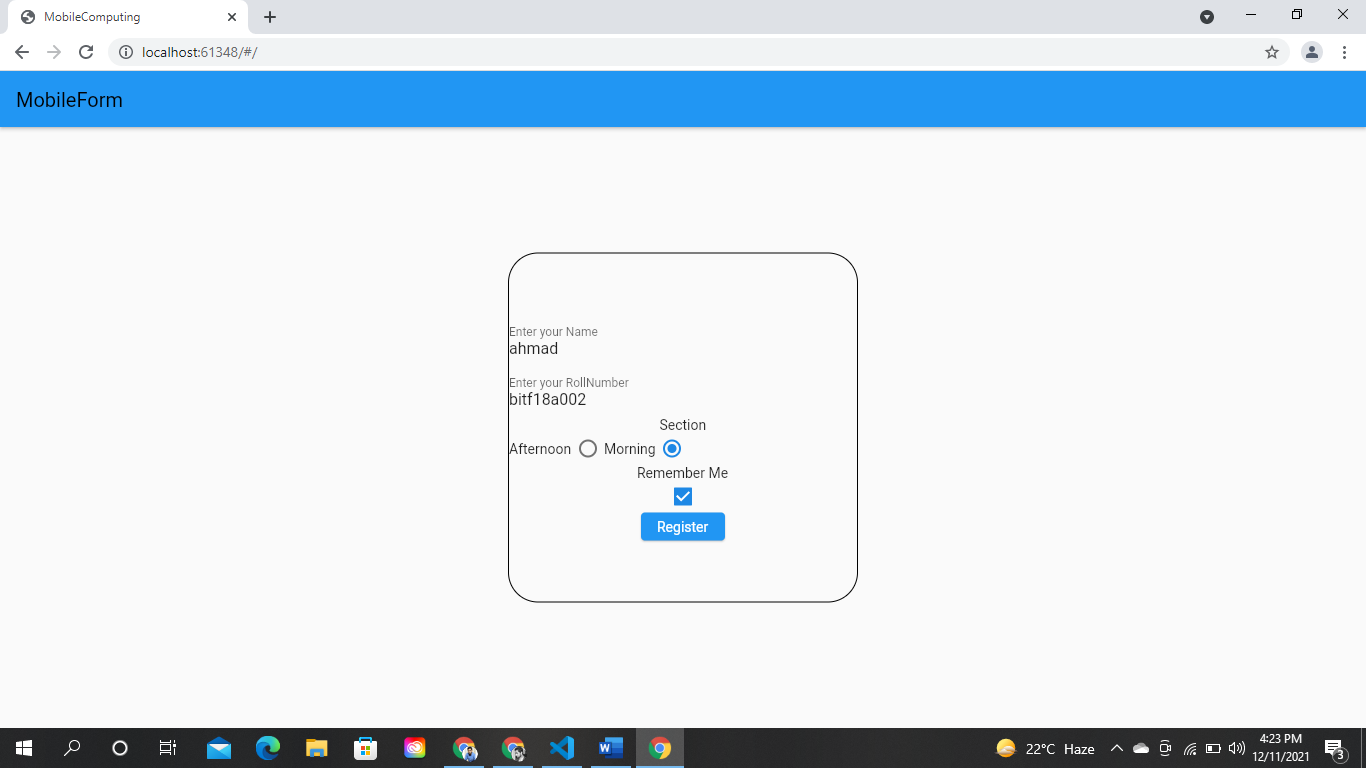 MobileComputing
localhost:61348/#/
MobileForm
Enter your Name
ahmad
Enter your RollNumber
bitf18a002
Section
Afternoon Morning
Remember Me
Register
22°C Haze
4:23 PM
12/11/2021
3